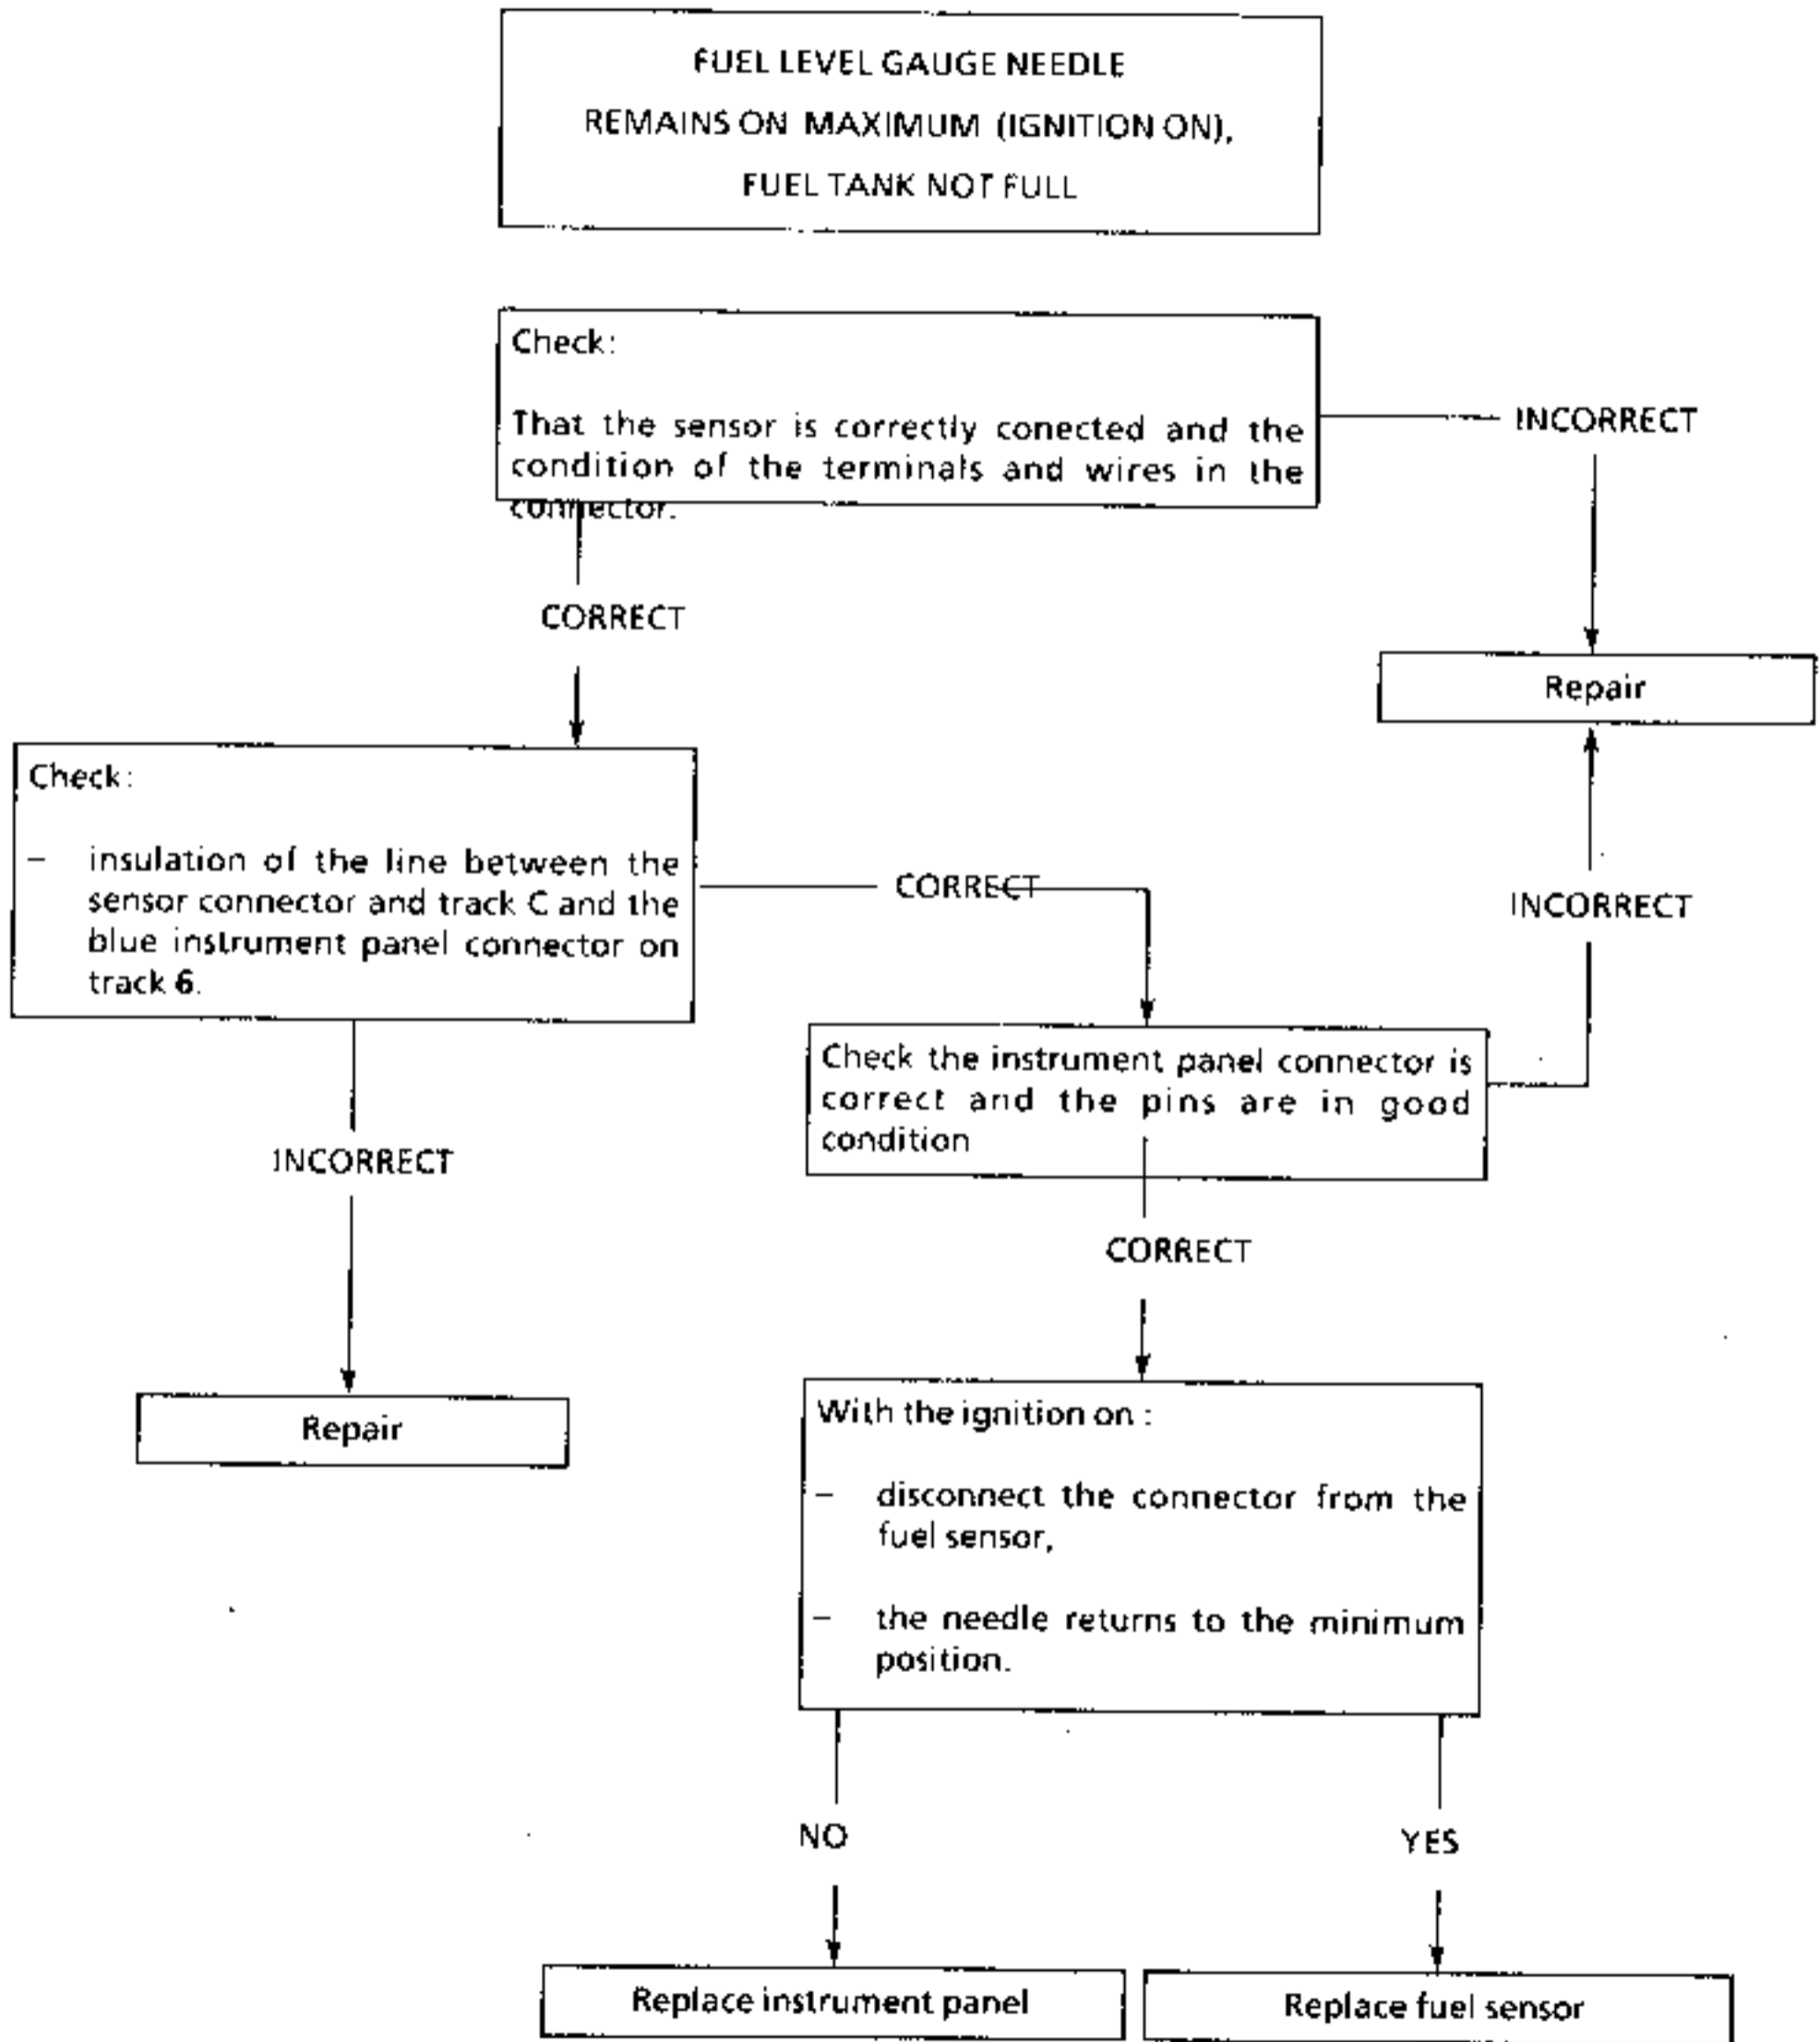 FUEL LEVEL GAUGE NEEDLE
REMAINS ON MAXIMUM (IGNITION ON),
FUEL TANK NOT FULL
Check:
That the sensor is correctly conected and the
condition of the terminals and wires in the
connector.
INCORRECT
CORRECT
Repair
Check:
– insulation of the line between the
sensor connector and track C and the
blue instrument panel connector on
track 6.
CORRECT
INCORRECT
Check the instrument panel connector is
correct and the pins are in good
condition
INCORRECT
CORRECT
Repair
With the ignition on :
– disconnect the connector from the
fuel sensor,
– the needle returns to the minimum
position.
NO
YES
Replace instrument panel
Replace fuel sensor